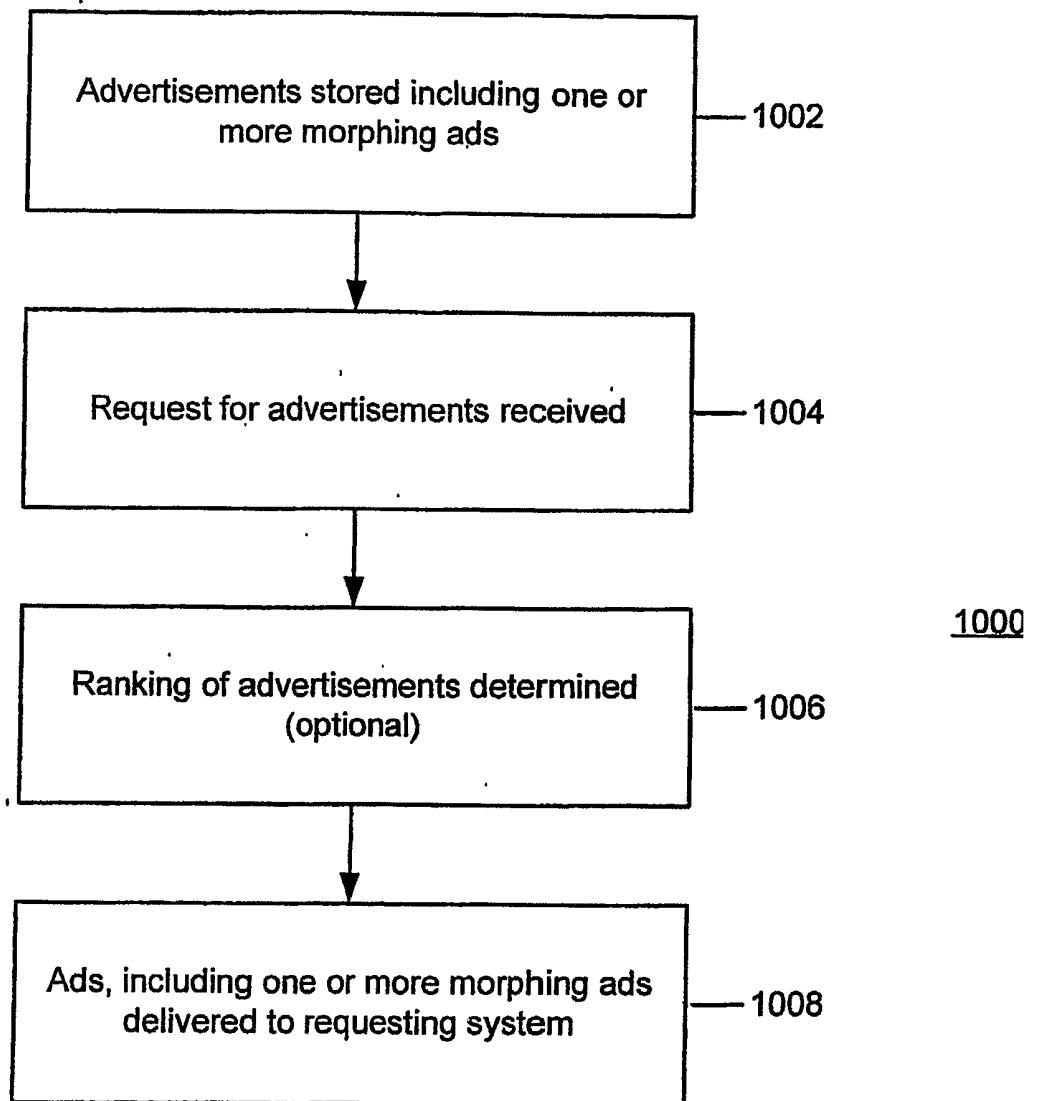 Advertisements stored including one or
more morphing ads
1002
Request for advertisements received
1004
1000
Ranking of advertisements determined
(optional)
1006
Ads, including one or more morphing ads
delivered to requesting system
1008